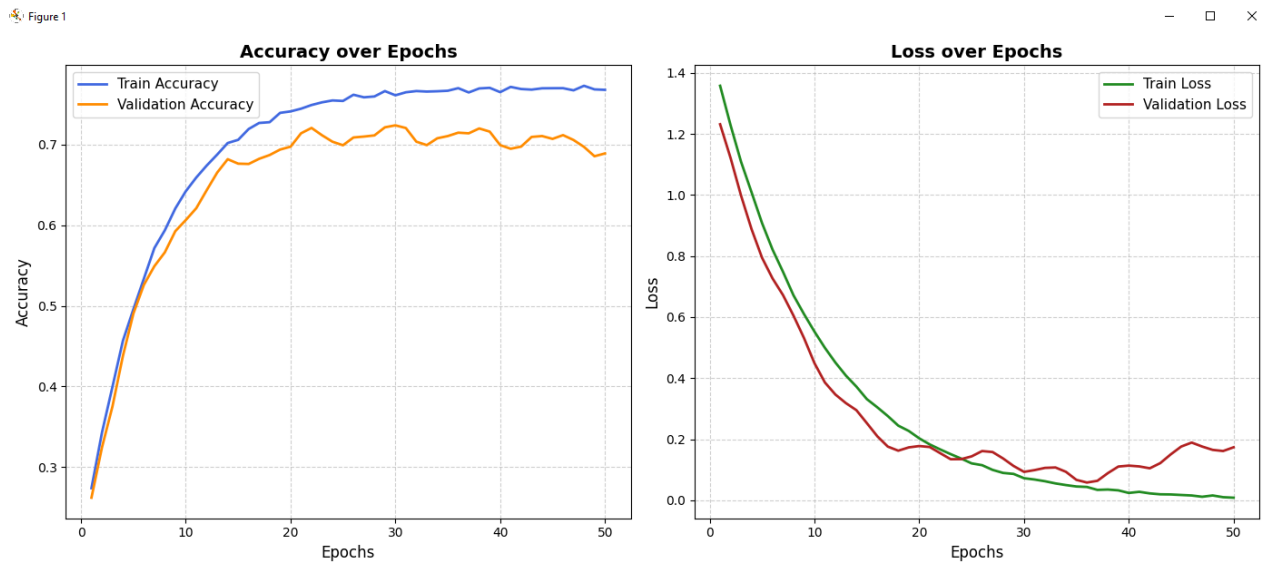 Figure 1
Accuracy over Epochs
Train Accuracy
Validation Accuracy
0.7
0.6
0.5
0.4
0.3
Accuracy
0 10 20 30 40 50
Epochs
Loss over Epochs
Train Loss
Validation Loss
1.4
1.2
1.0
0.8
0.6
0.4
0.2
0.0
Loss
0 10 20 30 40 50
Epochs